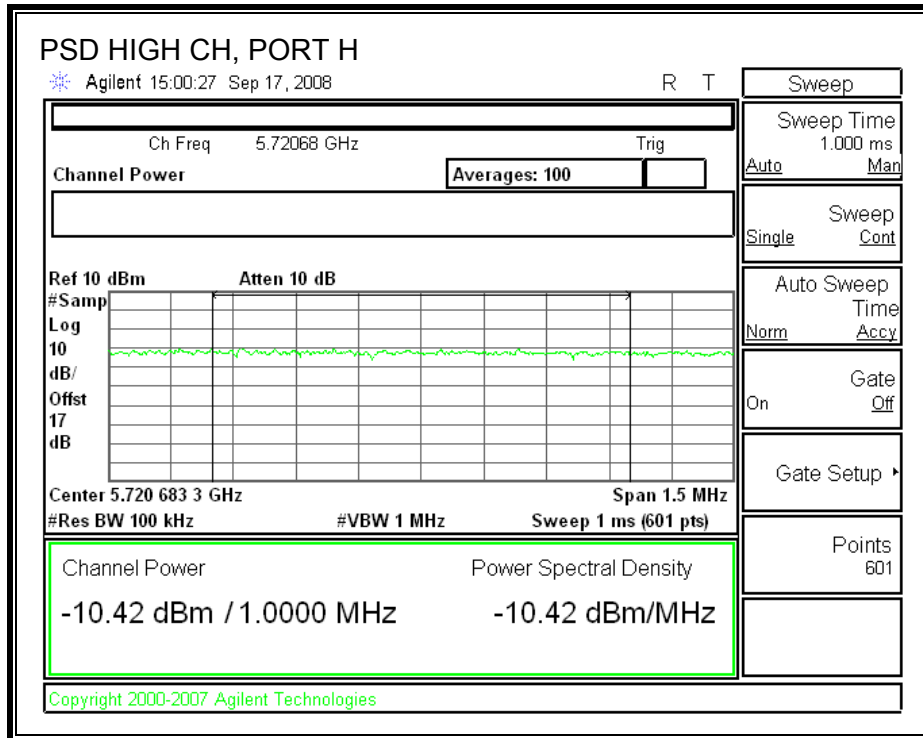 PSD HIGH CH, PORT H
Agilent 15:00:27 Sep 17, 2008 R T
Ch Freq 5.72068 GHz Trig
Channel Power Averages: 100
Ref 10 dBm Atten 10 dB
#Samp
Log
10
dB/
Offst
17
dB
Center 5.720 683 3 GHz Span 1.5 MHz
#Res BW 100 kHz #VBW 1 MHz Sweep 1 ms (601 pts)
Channel Power Power Spectral Density
-10.42 dBm / 1.0000 MHz -10.42 dBm/MHz
Copyright 2000-2007 Agilent Technologies
Sweep
Sweep Time
1.000 ms
Auto Man
Sweep
Single Cont
Auto Sweep
Time
Norm Accy
Gate
On Off
Gate Setup
Points
601